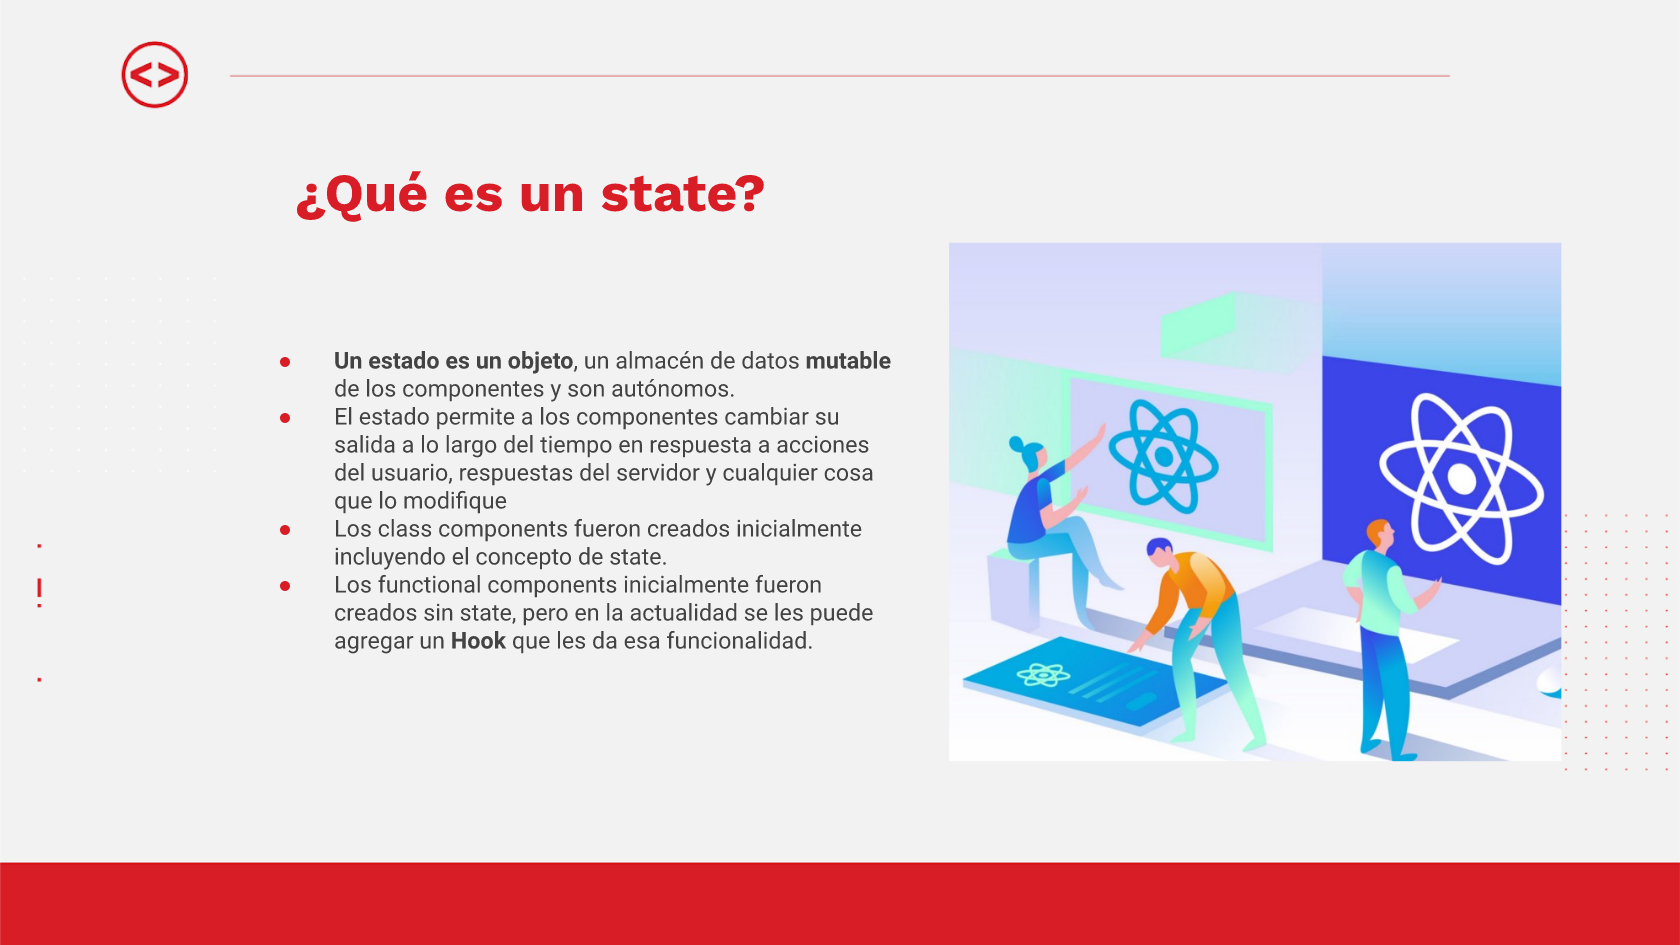 <>
¿Qué es un state?
Un estado es un objeto, un almacén de datos mutable
de los componentes y son autónomos.
El estado permite a los componentes cambiar su
salida a lo largo del tiempo en respuesta a acciones
del usuario, respuestas del servidor y cualquier cosa
que lo modifique
Los class components fueron creados inicialmente
incluyendo el concepto de state.
Los functional components inicialmente fueron
creados sin state, pero en la actualidad se les puede
agregar un Hook que les da esa funcionalidad.